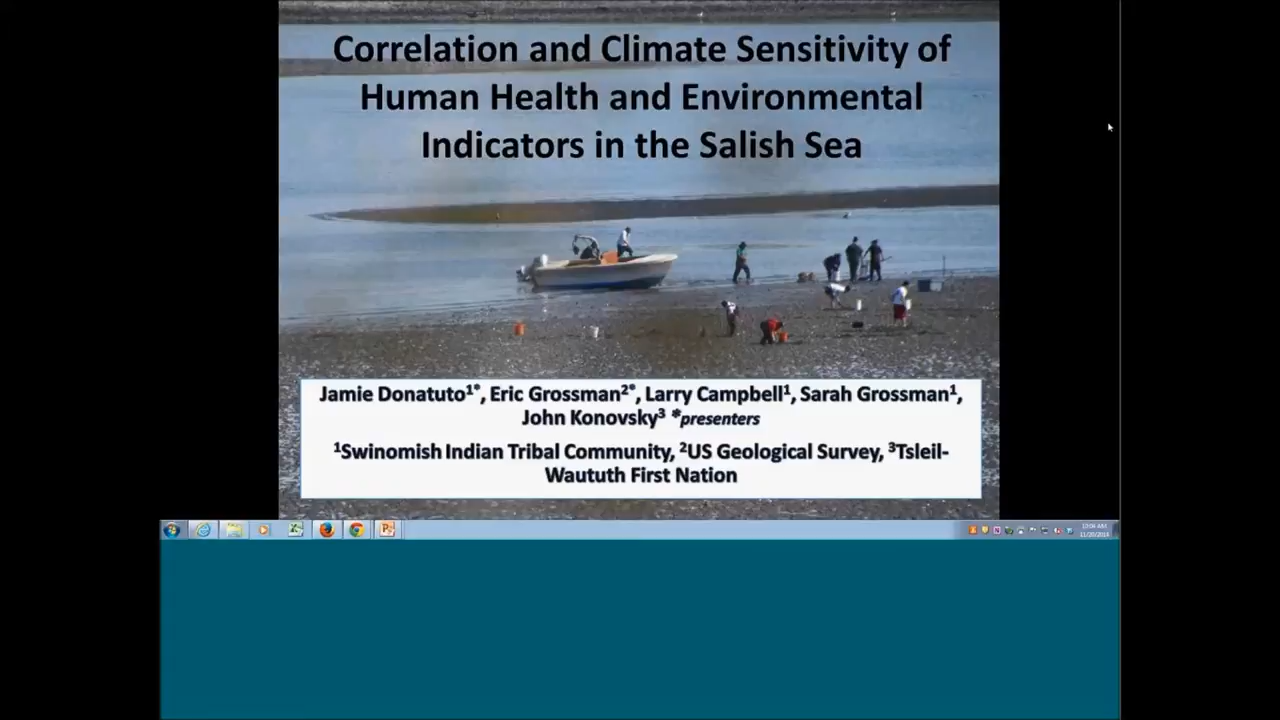 Correlation and Climate Sensitivity of
Human Health and Environmental
Indicators in the Salish Sea
Jamie Donatuto¹*, Eric Grossman²*, Larry Campbell¹, Sarah Grossman¹,
John Konovsky³ *presenters
¹Swinomish Indian Tribal Community, ²US Geological Survey, ³Tsleil-
Waututh First Nation